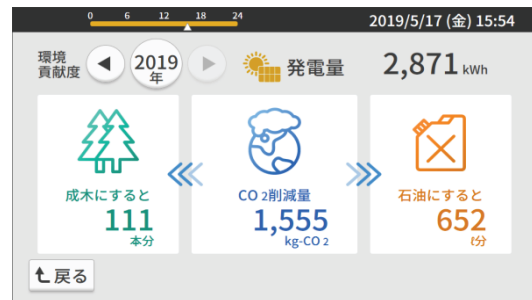 0 6 12 18 24
2019/5/17 (金) 15:54
環境
貢献度
2019
年
発電量
2,871 kWh
成木にすると
111
本分
CO 2削減量
1,555
kg-CO 2
石油にすると
652
ℓ分
戻る